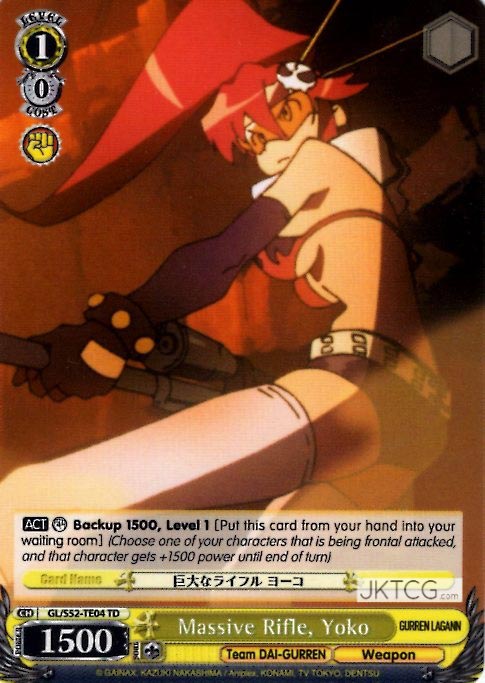 LEVEL
1
0
COST
ACT Backup 1500, Level 1 [Put this card from your hand into your
waiting room] (Choose one of your characters that is being frontal attacked,
and that character gets +1500 power until end of turn)
Card Name
巨大なライフル ヨーコ
JKTCG.com
CH GL/S52-TE04 TD
POWER
1500
SOUL
Massive Rifle, Yoko
GURREN LAGANN
Team DAI-GURREN
Weapon
© GAINAX, KAZUKI NAKASHIMA / Aniplex, KONAMI, TV TOKYO, DENTSU